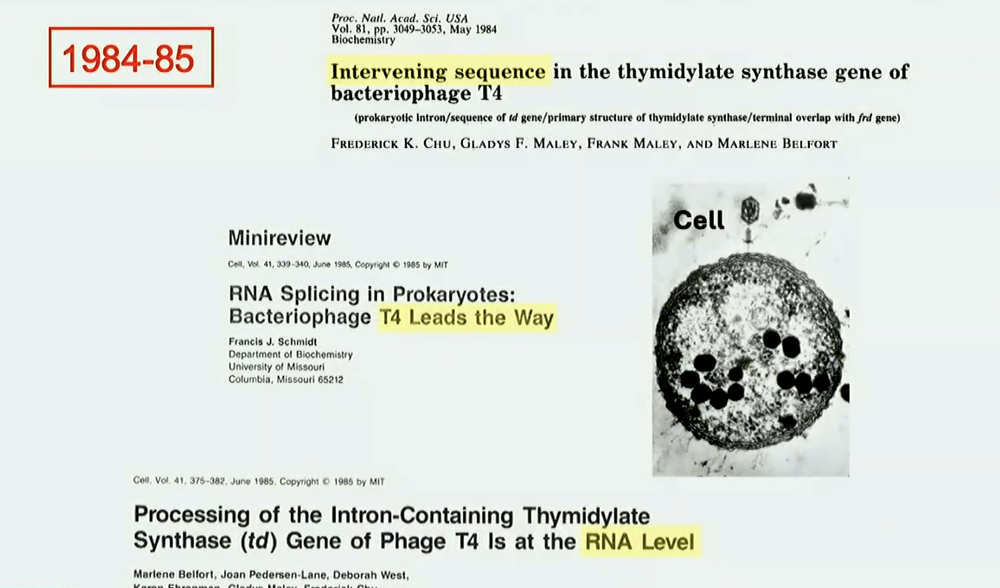 1984-85
Proc. Natl. Acad. Sci. USA
Vol. 81, pp. 3049–3053, May 1984
Biochemistry
Intervening sequence in the thymidylate synthase gene of
bacteriophage T4
(prokaryotic intron/sequence of td gene/primary structure of thymidylate synthase/terminal overlap with frd gene)
FREDERICK K. CHU, GLADYS F. MALEY, FRANK MALEY, AND MARLENE BELFORT
Cell
Minireview
Cell, Vol. 41, 339–340, June 1985, Copyright © 1985 by MIT
RNA Splicing in Prokaryotes:
Bacteriophage T4 Leads the Way
Francis J. Schmidt
Department of Biochemistry
University of Missouri
Columbia, Missouri 65212
Cell, Vol. 41, 375–382, June 1985, Copyright © 1985 by MIT
Processing of the Intron-Containing Thymidylate
Synthase (td) Gene of Phage T4 Is at the RNA Level
Marlene Belfort, Joan Pedersen-Lane, Deborah West,
Karen Ehrenman, Gladys Maley, Frederick Chu,